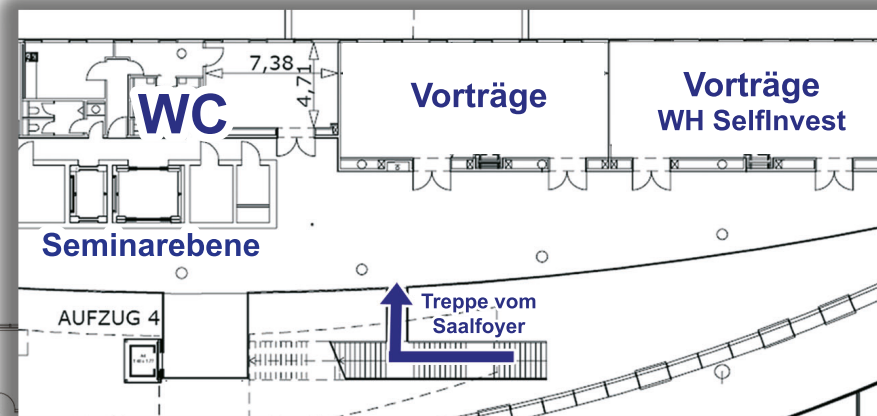 7,38
4,71
WC
Vorträge
Vorträge
WH SelfInvest
Seminarebene
AUFZUG 4
Treppe vom
Saalfoyer